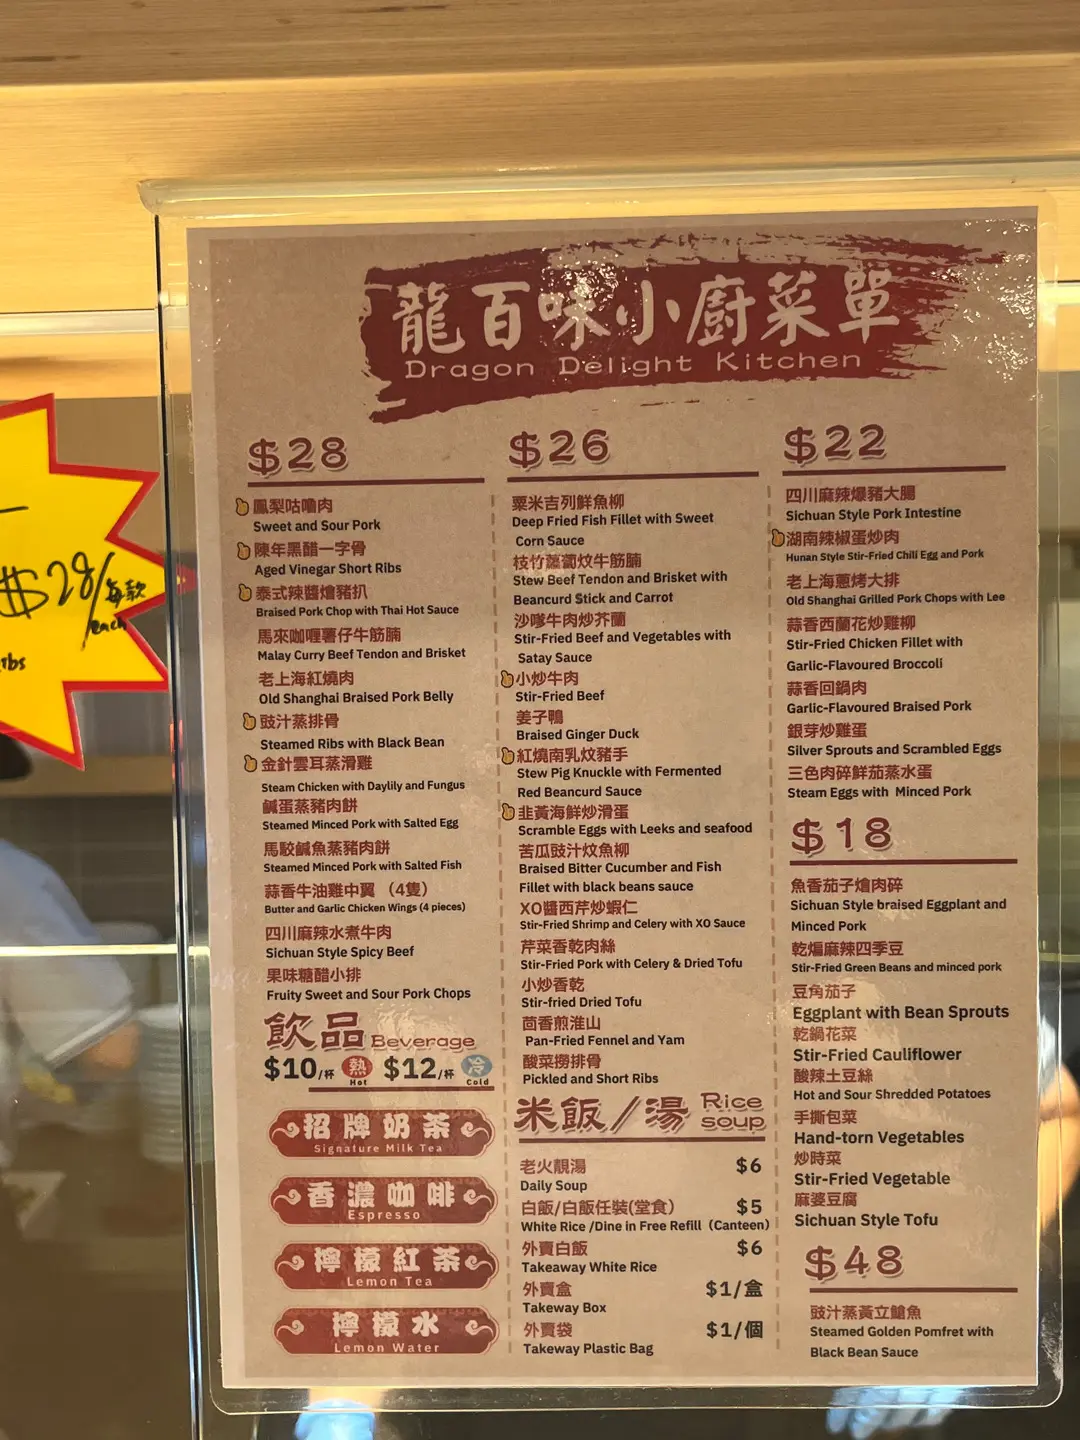 龍百味小廚菜單
Dragon Delight Kitchen
$28
鳳梨咕嚕肉
Sweet and Sour Pork
陳年黑醋一字骨
Aged Vinegar Short Ribs
泰式辣醬燴豬扒
Braised Pork Chop with Thai Hot Sauce
馬來咖喱薯仔牛筋腩
Malay Curry Beef Tendon and Brisket
老上海紅燒肉
Old Shanghai Braised Pork Belly
豉汁蒸排骨
Steamed Ribs with Black Bean
金針雲耳蒸滑雞
Steam Chicken with Daylily and Fungus
鹹蛋蒸豬肉餅
Steamed Minced Pork with Salted Egg
馬鮫鹹魚蒸豬肉餅
Steamed Minced Pork with Salted Fish
蒜香牛油雞中翼（4隻）
Butter and Garlic Chicken Wings (4 pieces)
四川麻辣水煮牛肉
Sichuan Style Spicy Beef
果味糖醋小排
Fruity Sweet and Sour Pork Chops
飲品 Beverage
$10/杯 熱 Hot $12/杯 冷 Cold
招牌奶茶
Signature Milk Tea
香濃咖啡
Espresso
檸檬紅茶
Lemon Tea
檸檬水
Lemon Water
$26
粟米吉列鮮魚柳
Deep Fried Fish Fillet with Sweet
Corn Sauce
枝竹蘿蔔炆牛筋腩
Stew Beef Tendon and Brisket with
Beancurd Stick and Carrot
沙嗲牛肉炒芥蘭
Stir-Fried Beef and Vegetables with
Satay Sauce
小炒牛肉
Stir-Fried Beef
姜子鴨
Braised Ginger Duck
紅燒南乳炆豬手
Stew Pig Knuckle with Fermented
Red Beancurd Sauce
韭黃海鮮炒滑蛋
Scramble Eggs with Leeks and seafood
苦瓜豉汁炆魚柳
Braised Bitter Cucumber and Fish
Fillet with black beans sauce
XO醬西芹炒蝦仁
Stir-Fried Shrimp and Celery with XO Sauce
芹菜香乾肉絲
Stir-Fried Pork with Celery & Dried Tofu
小炒香乾
Stir-fried Dried Tofu
茴香煎淮山
Pan-Fried Fennel and Yam
酸菜撈排骨
Pickled and Short Ribs
米飯/湯 Rice soup
老火靚湯 $6
Daily Soup
白飯/白飯任裝(堂食) $5
White Rice /Dine in Free Refill（Canteen）
外賣白飯 $6
Takeaway White Rice
外賣盒 $1/盒
Takeway Box
外賣袋 $1/個
Takeway Plastic Bag
$22
四川麻辣爆豬大腸
Sichuan Style Pork Intestine
湖南辣椒蛋炒肉
Hunan Style Stir-Fried Chili Egg and Pork
老上海蔥烤大排
Old Shanghai Grilled Pork Chops with Lee
蒜香西蘭花炒雞柳
Stir-Fried Chicken Fillet with
Garlic-Flavoured Broccoli
蒜香回鍋肉
Garlic-Flavoured Braised Pork
銀芽炒雞蛋
Silver Sprouts and Scrambled Eggs
三色肉碎鮮茄蒸水蛋
Steam Eggs with Minced Pork
$18
魚香茄子燴肉碎
Sichuan Style braised Eggplant and
Minced Pork
乾煸麻辣四季豆
Stir-Fried Green Beans and minced pork
豆角茄子
Eggplant with Bean Sprouts
乾鍋花菜
Stir-Fried Cauliflower
酸辣土豆絲
Hot and Sour Shredded Potatoes
手撕包菜
Hand-torn Vegetables
炒時菜
Stir-Fried Vegetable
麻婆豆腐
Sichuan Style Tofu
$48
豉汁蒸黃立鯧魚
Steamed Golden Pomfret with
Black Bean Sauce
$28/每款
each